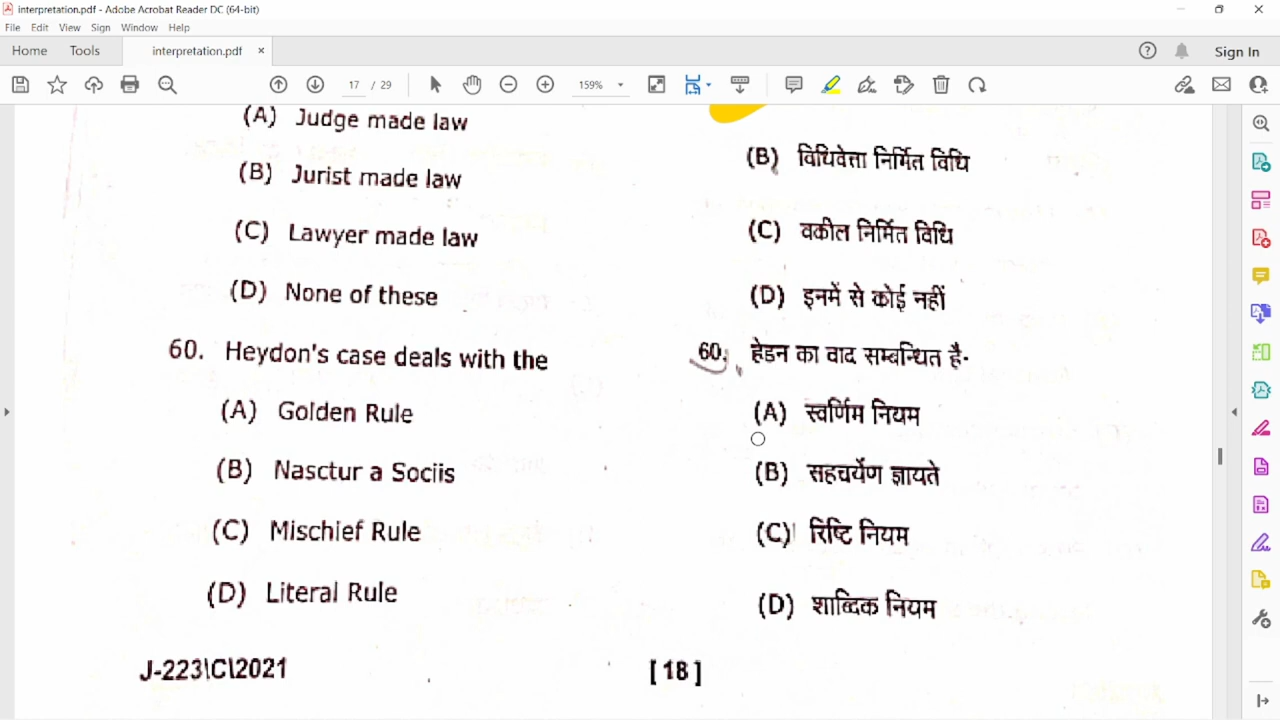 interpretation.pdf - Adobe Acrobat Reader DC (64-bit)
File Edit View Sign Window Help
Home Tools interpretation.pdf × Sign In
17 / 29 159%
(A) Judge made law
(B) Jurist made law
(C) Lawyer made law
(D) None of these
60. Heydon's case deals with the
(A) Golden Rule
(B) Nasctur a Sociis
(C) Mischief Rule
(D) Literal Rule
(B) विधिवेत्ता निर्मित विधि
(C) वकील निर्मित विधि
(D) इनमें से कोई नहीं
60. हेडन का वाद सम्बन्धित है-
(A) स्वर्णिम नियम
(B) सहचर्येण ज्ञायते
(C) रिष्टि नियम
(D) शाब्दिक नियम
J-223\C\2021 [ 18 ]